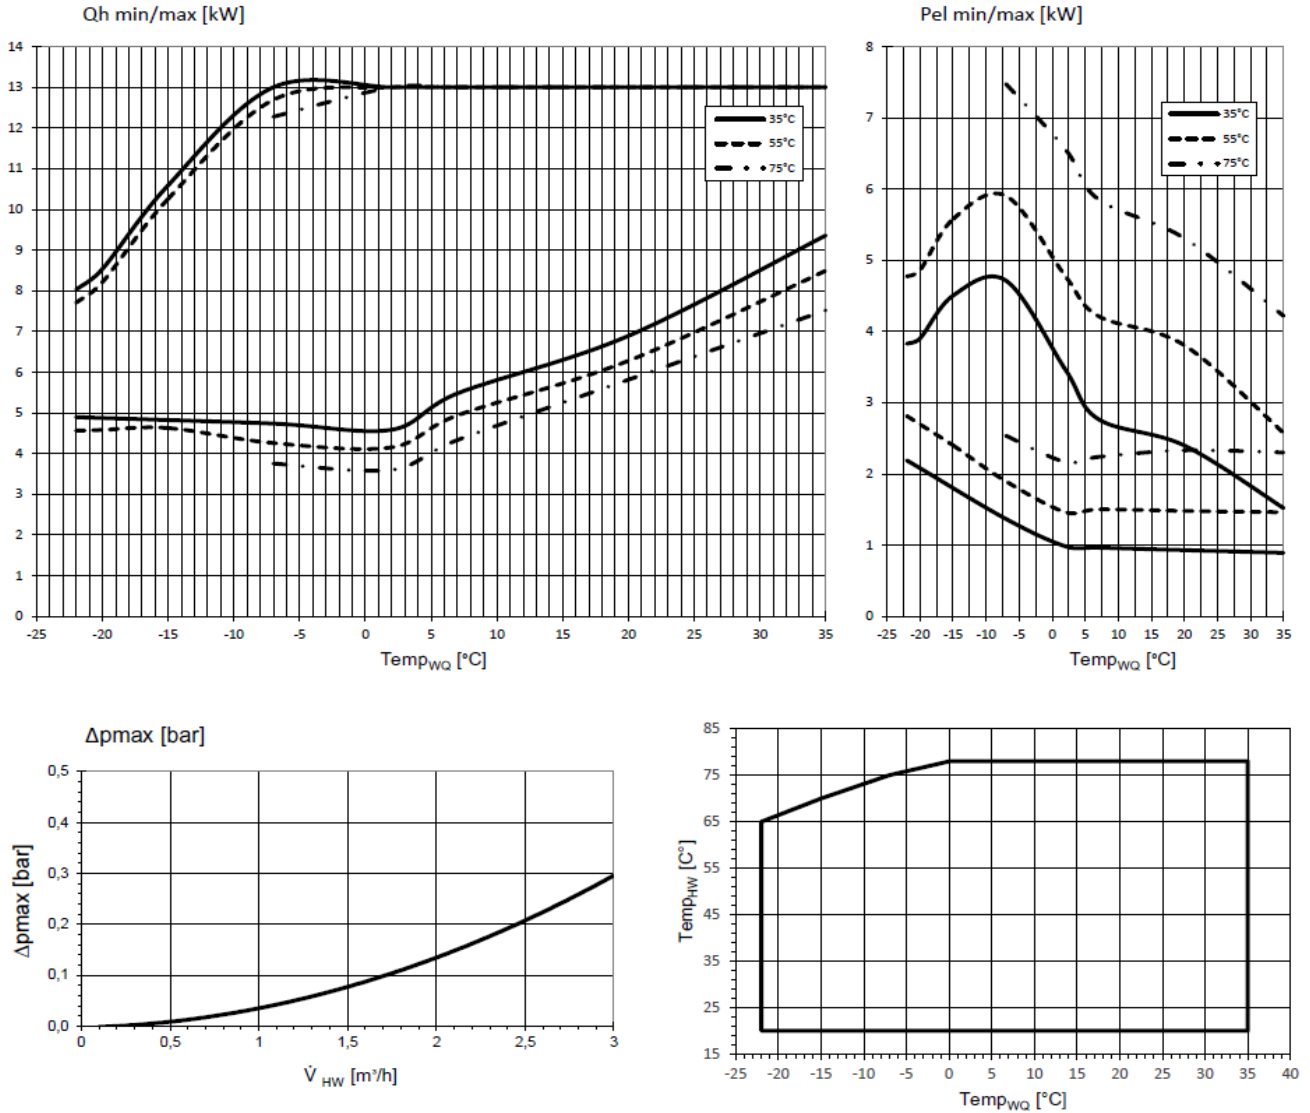 Qh min/max [kW]
14
13
12
11
10
9
8
7
6
5
4
3
2
1
0
-25 -20 -15 -10 -5 0 5 10 15 20 25 30 35
35°C
55°C
75°C
TempWQ [°C]
Pel min/max [kW]
8
7
6
5
4
3
2
1
0
-25 -20 -15 -10 -5 0 5 10 15 20 25 30 35
35°C
55°C
75°C
TempWQ [°C]
Δpmax [bar]
Δpmax [bar]
0,5
0,4
0,3
0,2
0,1
0,0
0 0,5 1 1,5 2 2,5 3
V̇ HW [m³/h]
TempHW [C°]
85
75
65
55
45
35
25
15
-25 -20 -15 -10 -5 0 5 10 15 20 25 30 35 40
TempWQ [°C]